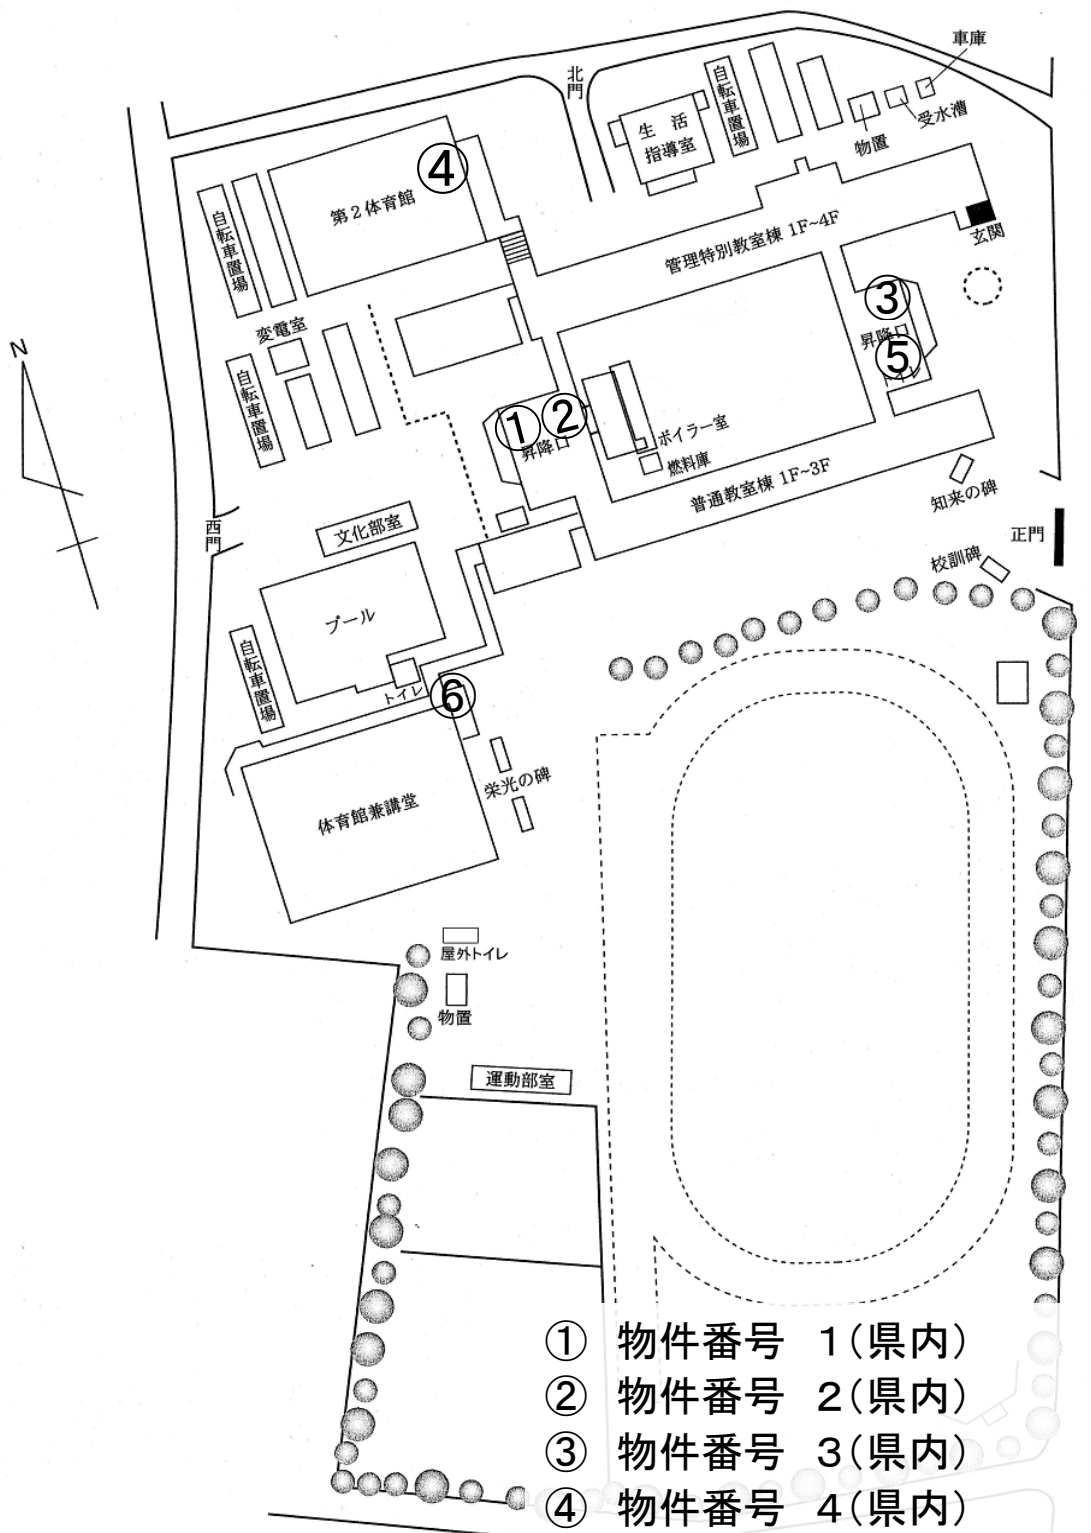 車庫
北門
自転車置場
受水漕
生 活
指導室
物置
④
第2体育館
自転車置場
管理特別教室棟 1F~4F
玄関
N
変電室
③
昇降口
⑤
自転車置場
① ②
昇降口
ボイラー室
燃料庫
普通教室棟 1F~3F
知来の碑
西門
文化部室
正門
校訓碑
プール
自転車置場
トイレ
⑥
栄光の碑
体育館兼講堂
屋外トイレ
物置
運動部室
① 物件番号 1(県内)
② 物件番号 2(県内)
③ 物件番号 3(県内)
④ 物件番号 4(県内)